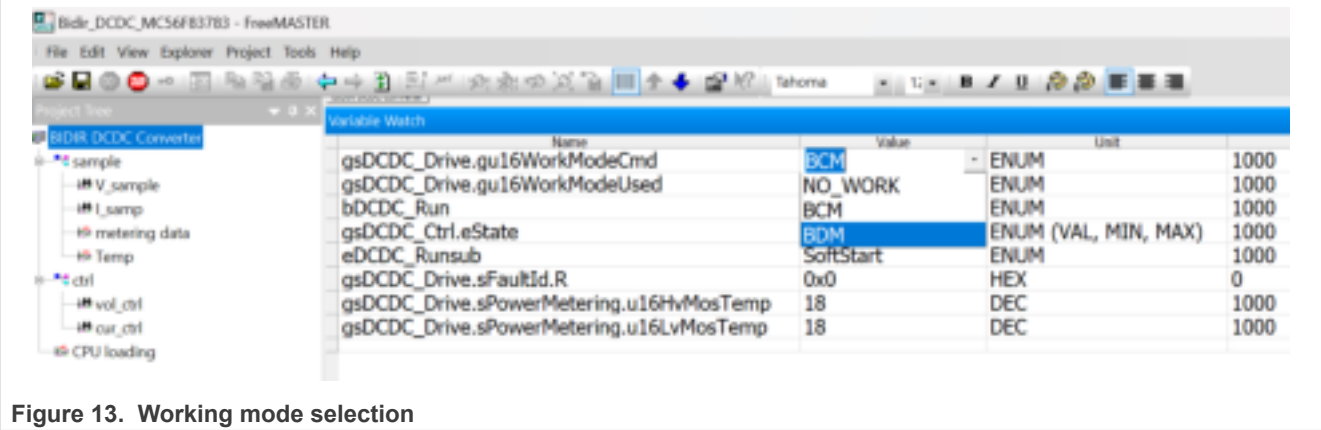 Bidir_DCDC_MC56F83783 - FreeMASTER
File Edit View Explorer Project Tools Help
Tahoma 12 B I U
Project Tree
Variable Watch
BIDIR DCDC Converter
Name Value Unit
sample
gsDCDC_Drive.gu16WorkModeCmd BCM ENUM 1000
V_sample
gsDCDC_Drive.gu16WorkModeUsed NO_WORK ENUM 1000
I_samp
bDCDC_Run BCM ENUM 1000
metering data
gsDCDC_Ctrl.eState BDM ENUM (VAL, MIN, MAX) 1000
Temp
eDCDC_Runsub SoftStart ENUM 1000
ctrl
gsDCDC_Drive.sFaultId.R 0x0 HEX 0
vol_ctrl
gsDCDC_Drive.sPowerMetering.u16HvMosTemp 18 DEC 1000
cur_ctrl
gsDCDC_Drive.sPowerMetering.u16LvMosTemp 18 DEC 1000
CPU loading
Figure 13. Working mode selection